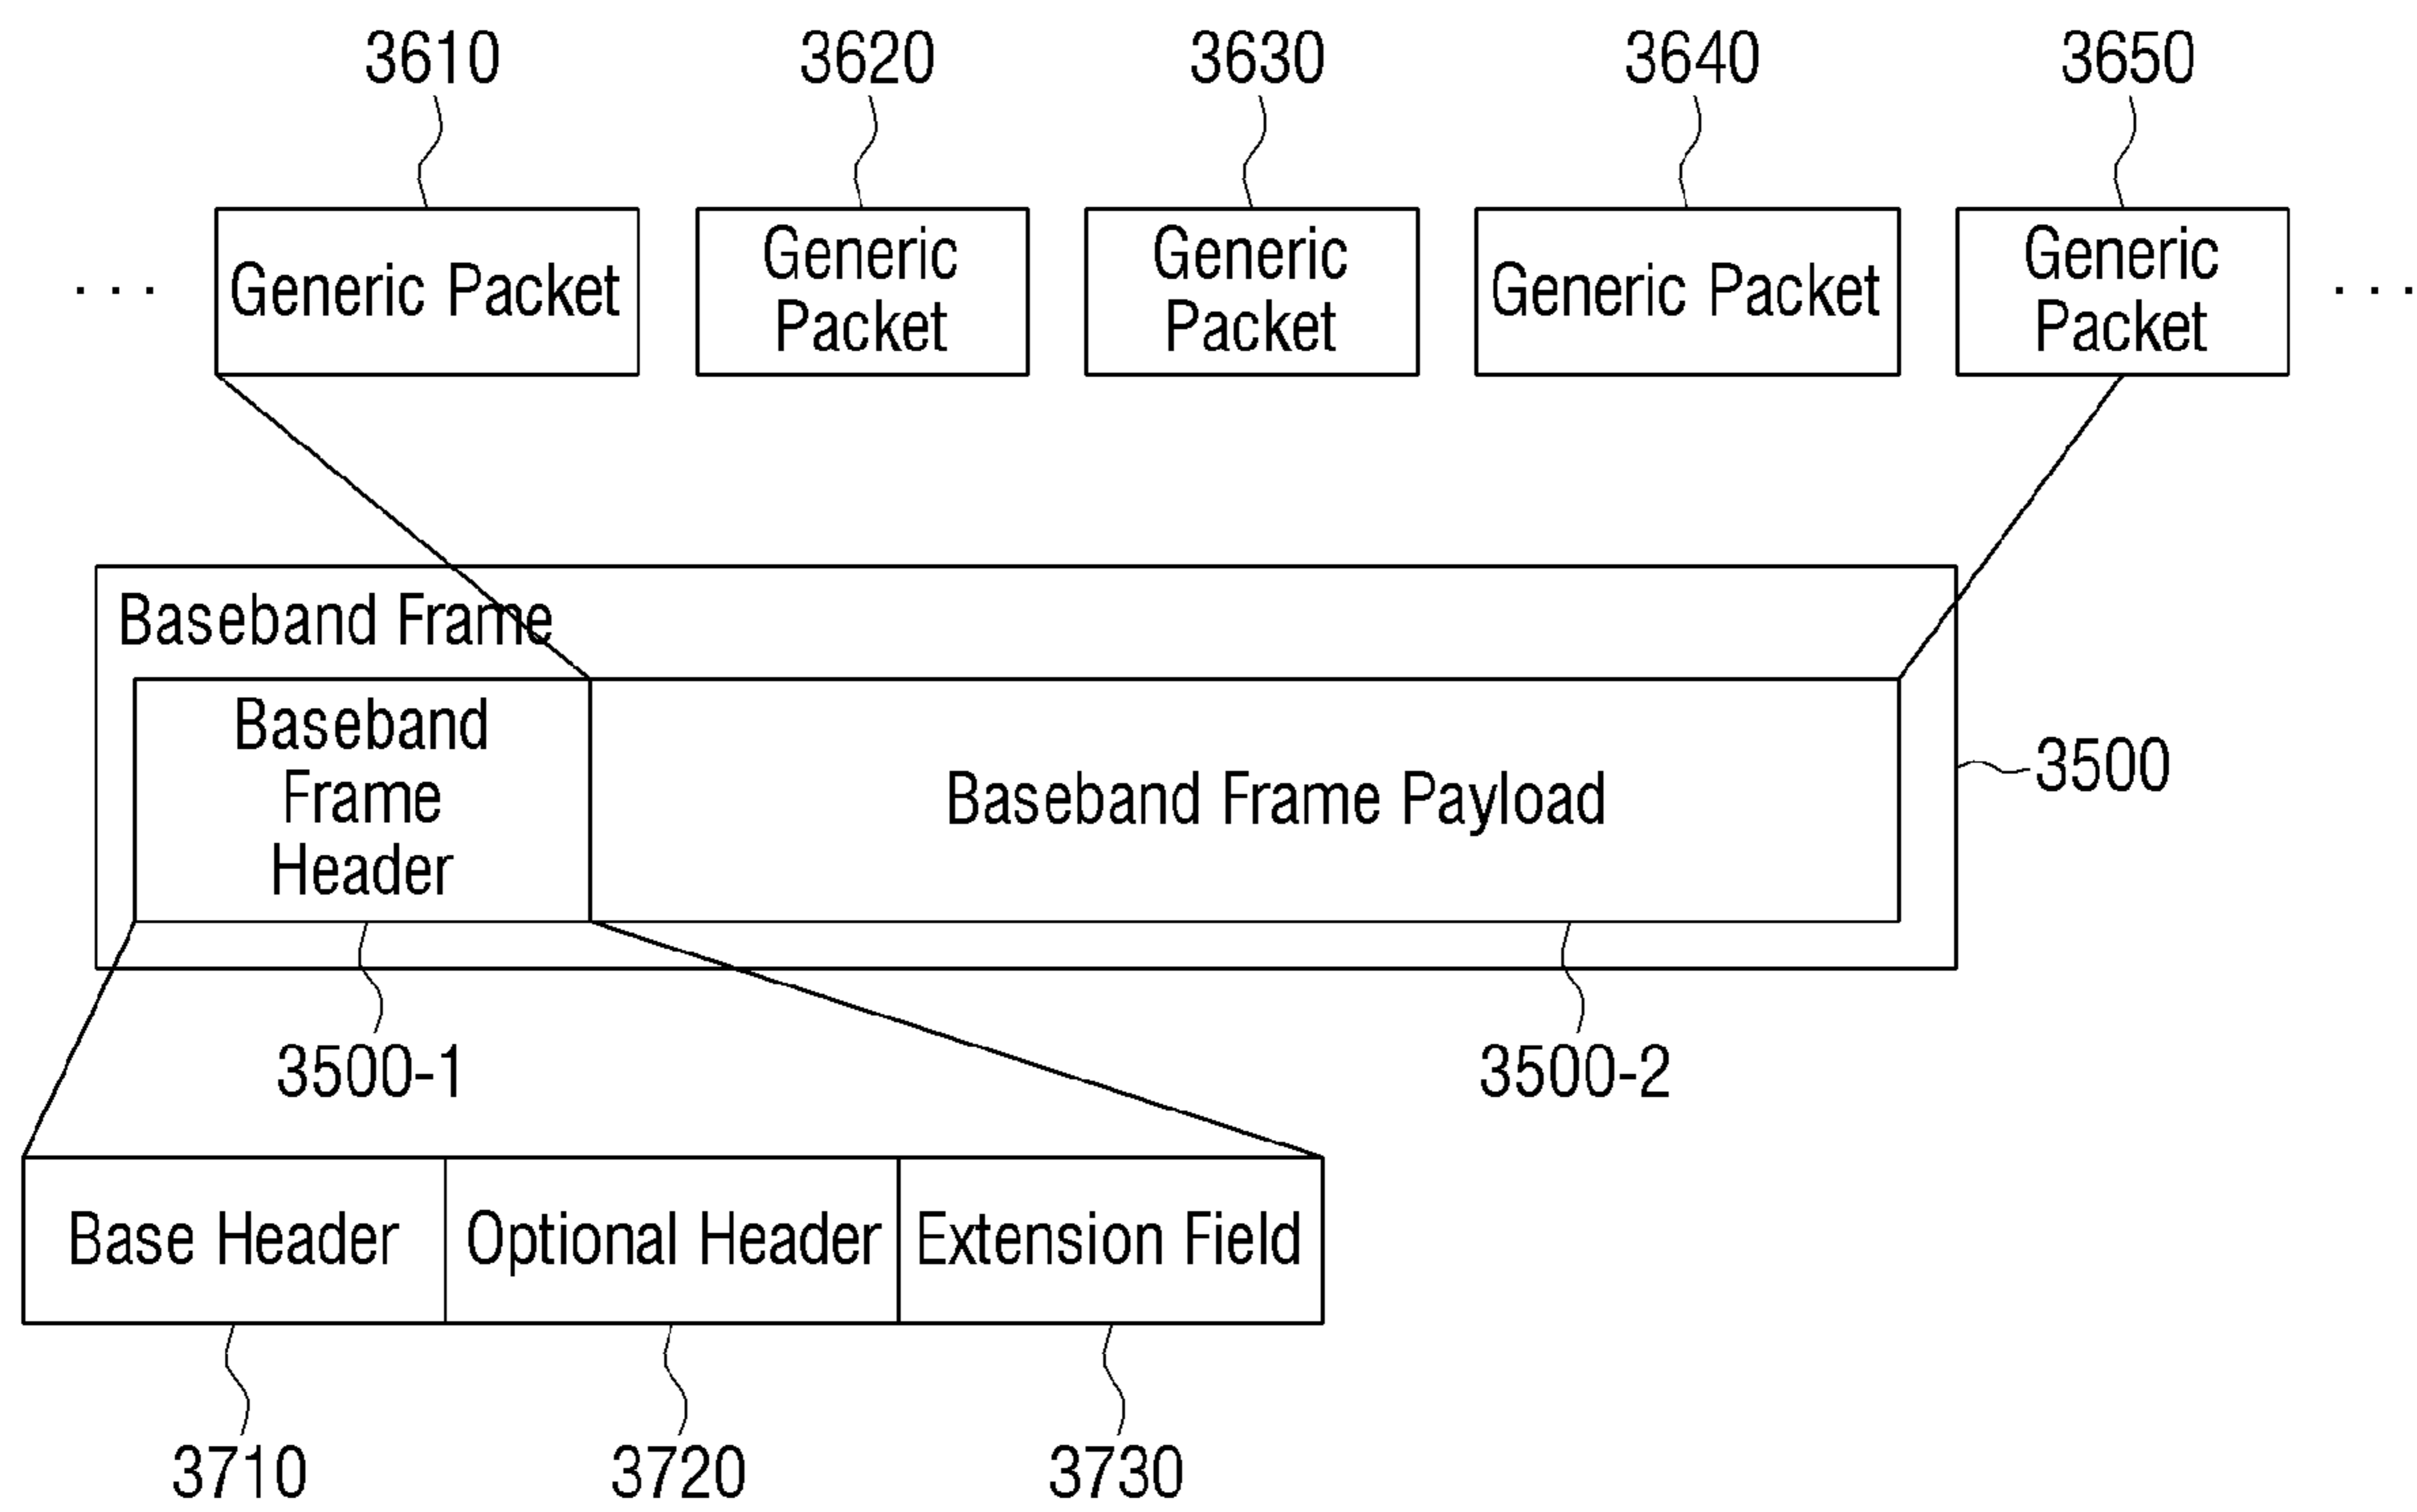 3610 3620 3630 3640 3650
. . .
Generic Packet
Generic
Packet
Generic
Packet
Generic Packet
Generic
Packet
. . .
Baseband Frame
Baseband
Frame
Header
Baseband Frame Payload
3500
3500-1
3500-2
Base Header
Optional Header
Extension Field
3710 3720 3730